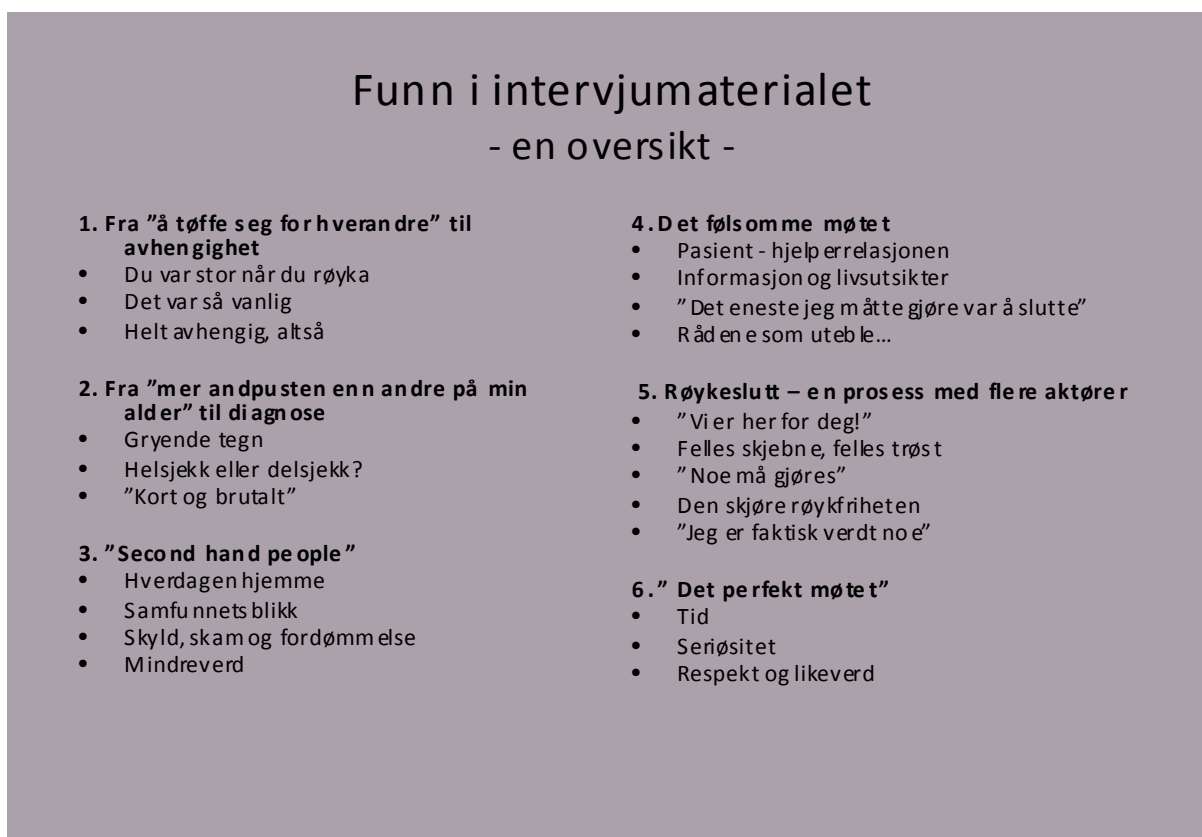 Funn i intervjumaterialet
- en oversikt -
1. Fra ”å tøffe seg for hverandre” til
avhengighet
• Du var stor når du røyka
• Det var så vanlig
• Helt avhengig, altså
2. Fra ”mer andpusten enn andre på min
alder” til diagnose
• Gryende tegn
• Helsjekk eller delsjekk?
• ”Kort og brutalt”
3. ”Second hand people”
• Hverdagen hjemme
• Samfunnets blikk
• Skyld, skam og fordømmelse
• Mindreverd
4. Det følsomme møtet
• Pasient - hjelperrelasjonen
• Informasjon og livsutsikter
• ”Det eneste jeg måtte gjøre var å slutte”
• Rådene som uteble…
5. Røykeslutt – en prosess med flere aktører
• ”Vi er her for deg!”
• Felles skjebne, felles trøst
• ”Noe må gjøres”
• Den skjøre røykfriheten
• ”Jeg er faktisk verdt noe”
6. ” Det perfekt møtet”
• Tid
• Seriøsitet
• Respekt og likeverd